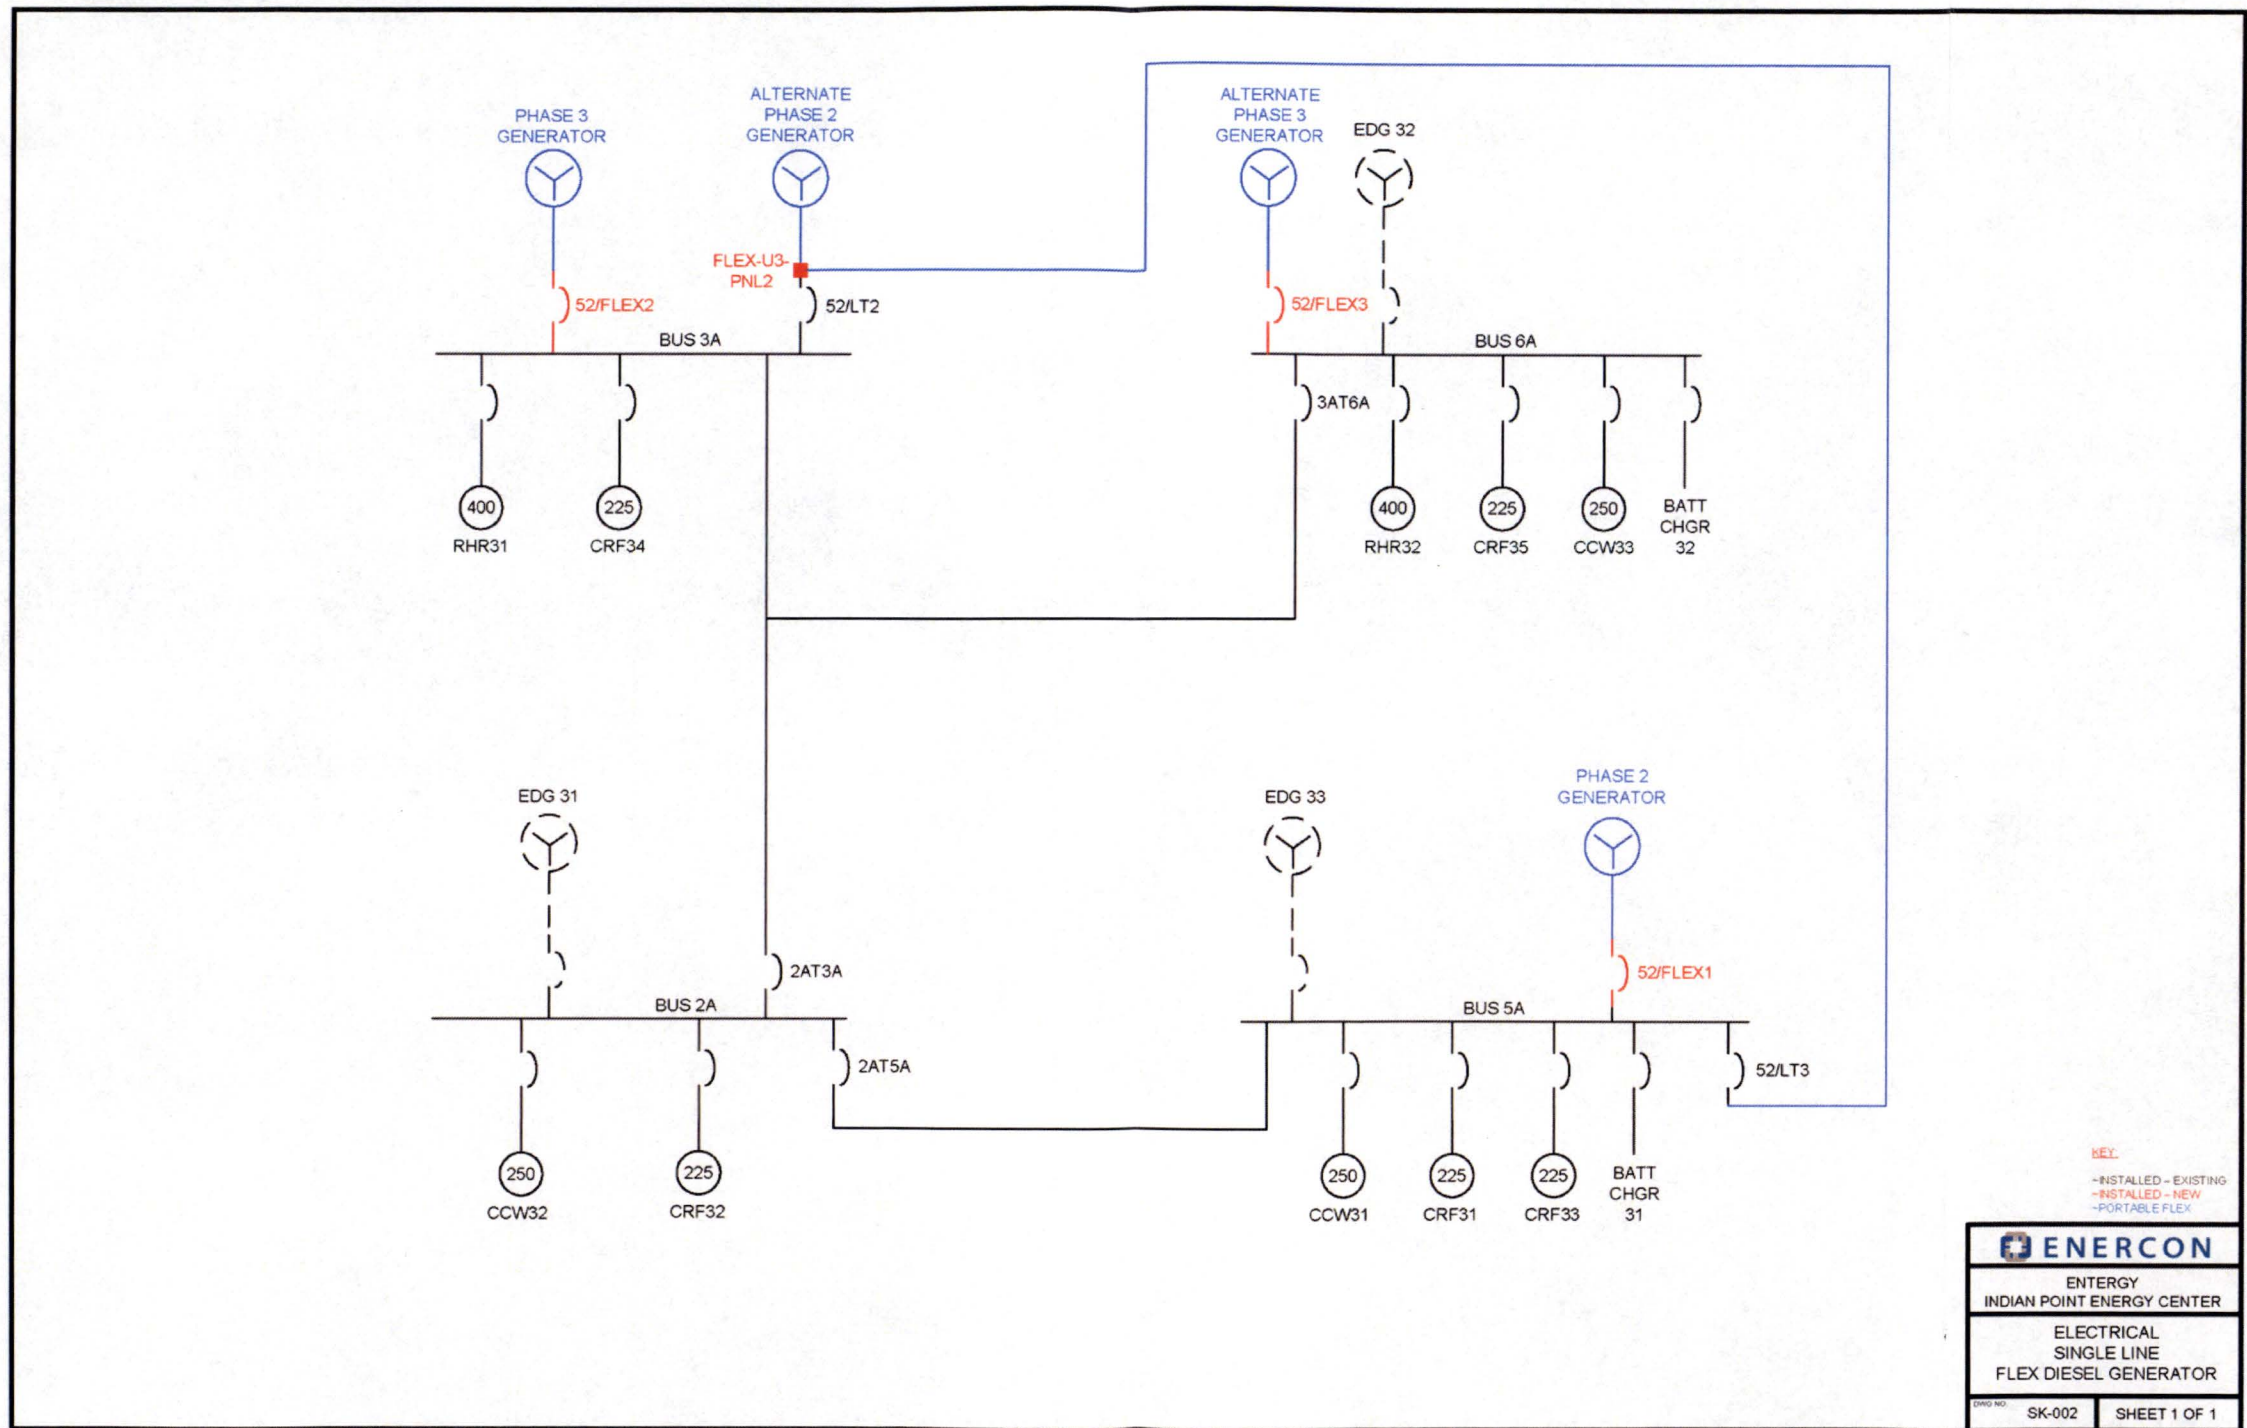 PHASE 3
GENERATOR
ALTERNATE
PHASE 2
GENERATOR
ALTERNATE
PHASE 3
GENERATOR
EDG 32
FLEX-U3-
PNL2
52/FLEX2
52/LT2
52/FLEX3
BUS 3A
BUS 6A
3AT6A
400
225
400
225
250
BATT
CHGR
32
RHR31
CRF34
RHR32
CRF35
CCW33
EDG 31
EDG 33
PHASE 2
GENERATOR
2AT3A
52/FLEX1
BUS 2A
BUS 5A
2AT5A
52/LT3
250
225
250
225
225
BATT
CHGR
31
CCW32
CRF32
CCW31
CRF31
CRF33
KEY:
~INSTALLED - EXISTING
~INSTALLED - NEW
~PORTABLE FLEX
ENERCON
ENTERGY
INDIAN POINT ENERGY CENTER
ELECTRICAL
SINGLE LINE
FLEX DIESEL GENERATOR
DWG NO.
SK-002
SHEET 1 OF 1